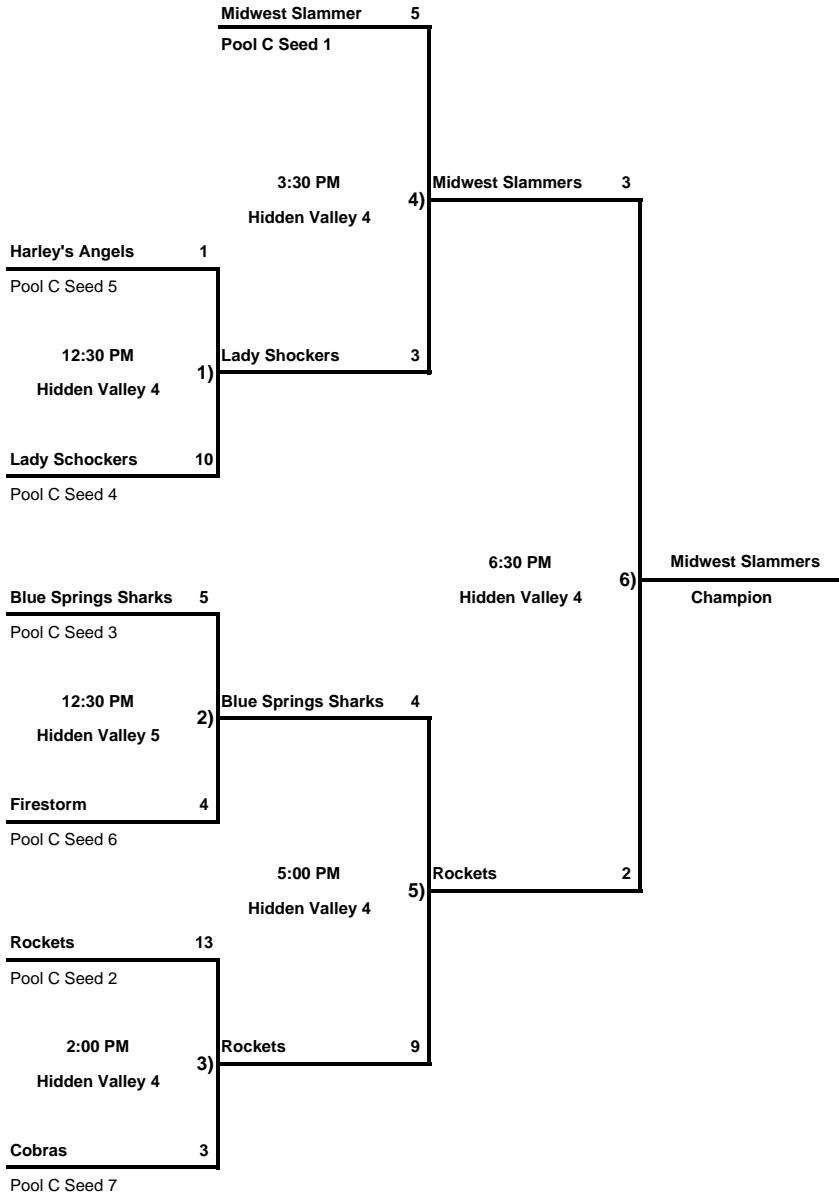 Midwest Slammer 5
Pool C Seed 1
3:30 PM
4)
Midwest Slammers 3
Hidden Valley 4
Harley's Angels 1
Pool C Seed 5
12:30 PM
Hidden Valley 4
1)
Lady Shockers 3
Lady Schockers 10
Pool C Seed 4
6:30 PM
Hidden Valley 4
6)
Midwest Slammers
Champion
Blue Springs Sharks 5
Pool C Seed 3
12:30 PM
Hidden Valley 5
2)
Blue Springs Sharks 4
Firestorm 4
Pool C Seed 6
5:00 PM
Hidden Valley 4
5)
Rockets 2
Rockets 13
Pool C Seed 2
2:00 PM
Hidden Valley 4
3)
Rockets 9
Cobras 3
Pool C Seed 7